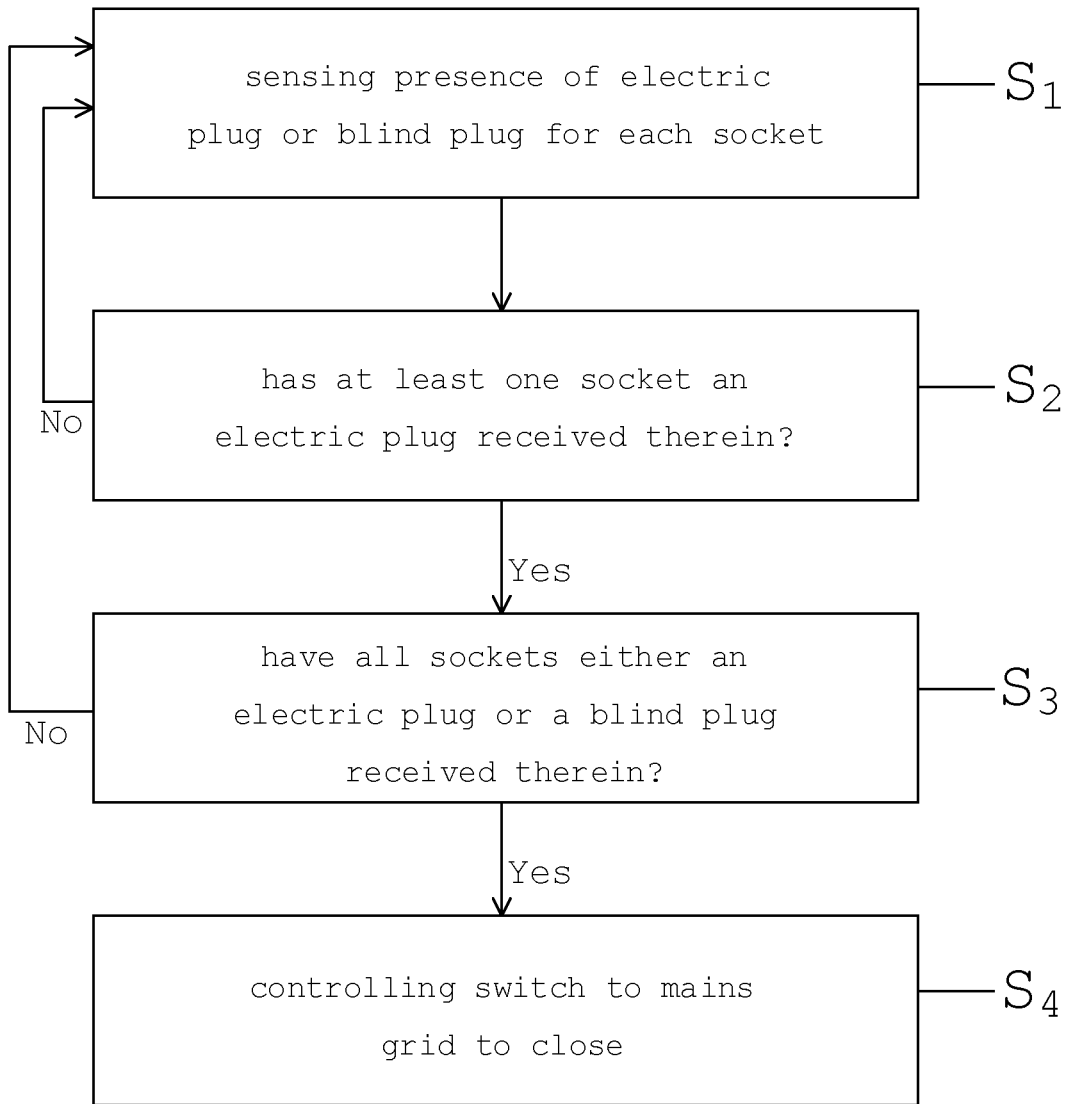 sensing presence of electric
plug or blind plug for each socket
S1
has at least one socket an
electric plug received therein?
S2
No
Yes
have all sockets either an
electric plug or a blind plug
received therein?
S3
No
Yes
controlling switch to mains
grid to close
S4